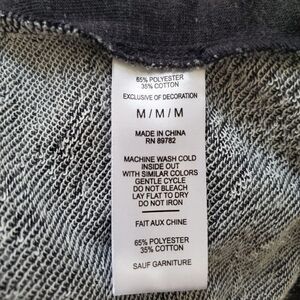 65% POLYESTER
35% COTTON
EXCLUSIVE OF DECORATION
M / M / M
MADE IN CHINA
RN 89782
MACHINE WASH COLD
INSIDE OUT
WITH SIMILAR COLORS
GENTLE CYCLE
DO NOT BLEACH
LAY FLAT TO DRY
DO NOT IRON
FAIT AUX CHINE
65% POLYESTER
35% COTTON
SAUF GARNITURE